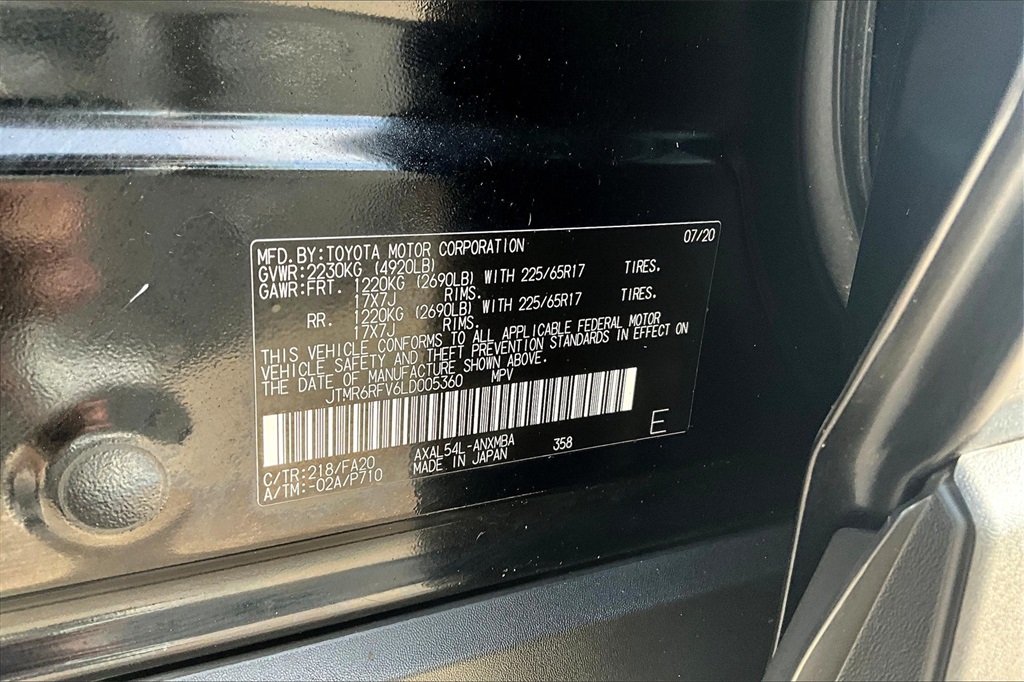 MFD. BY: TOYOTA MOTOR CORPORATION 07/20
GVWR: 2230KG (4920LB)
GAWR: FRT. 1220KG (2690LB) WITH 225/65R17 TIRES.
17X7J RIMS.
RR. 1220KG (2690LB) WITH 225/65R17 TIRES.
17X7J RIMS.
THIS VEHICLE CONFORMS TO ALL APPLICABLE FEDERAL MOTOR
VEHICLE SAFETY AND THEFT PREVENTION STANDARDS IN EFFECT ON
THE DATE OF MANUFACTURE SHOWN ABOVE.
JTMR6RFV6LD005360 MPV
E
C/TR: 218/FA20 AXAL54L-ANXMBA 358
A/TM: -02A/P710 MADE IN JAPAN